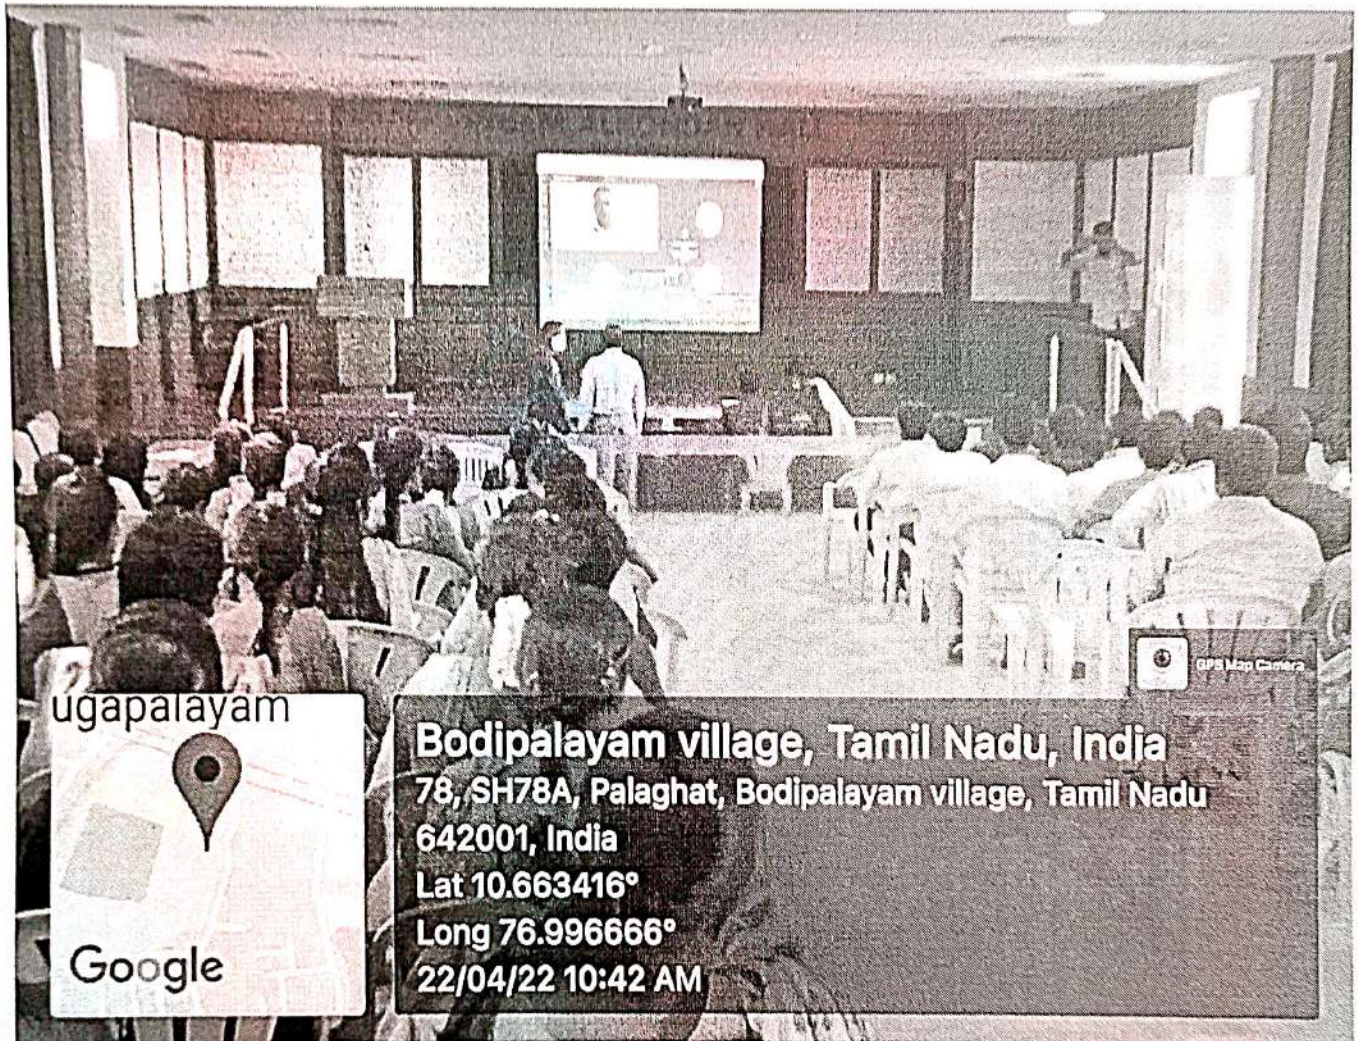 GPS Map Camera
ugapalayam
Google
Bodipalayam village, Tamil Nadu, India
78, SH78A, Palaghat, Bodipalayam village, Tamil Nadu
642001, India
Lat 10.663416°
Long 76.996666°
22/04/22 10:42 AM